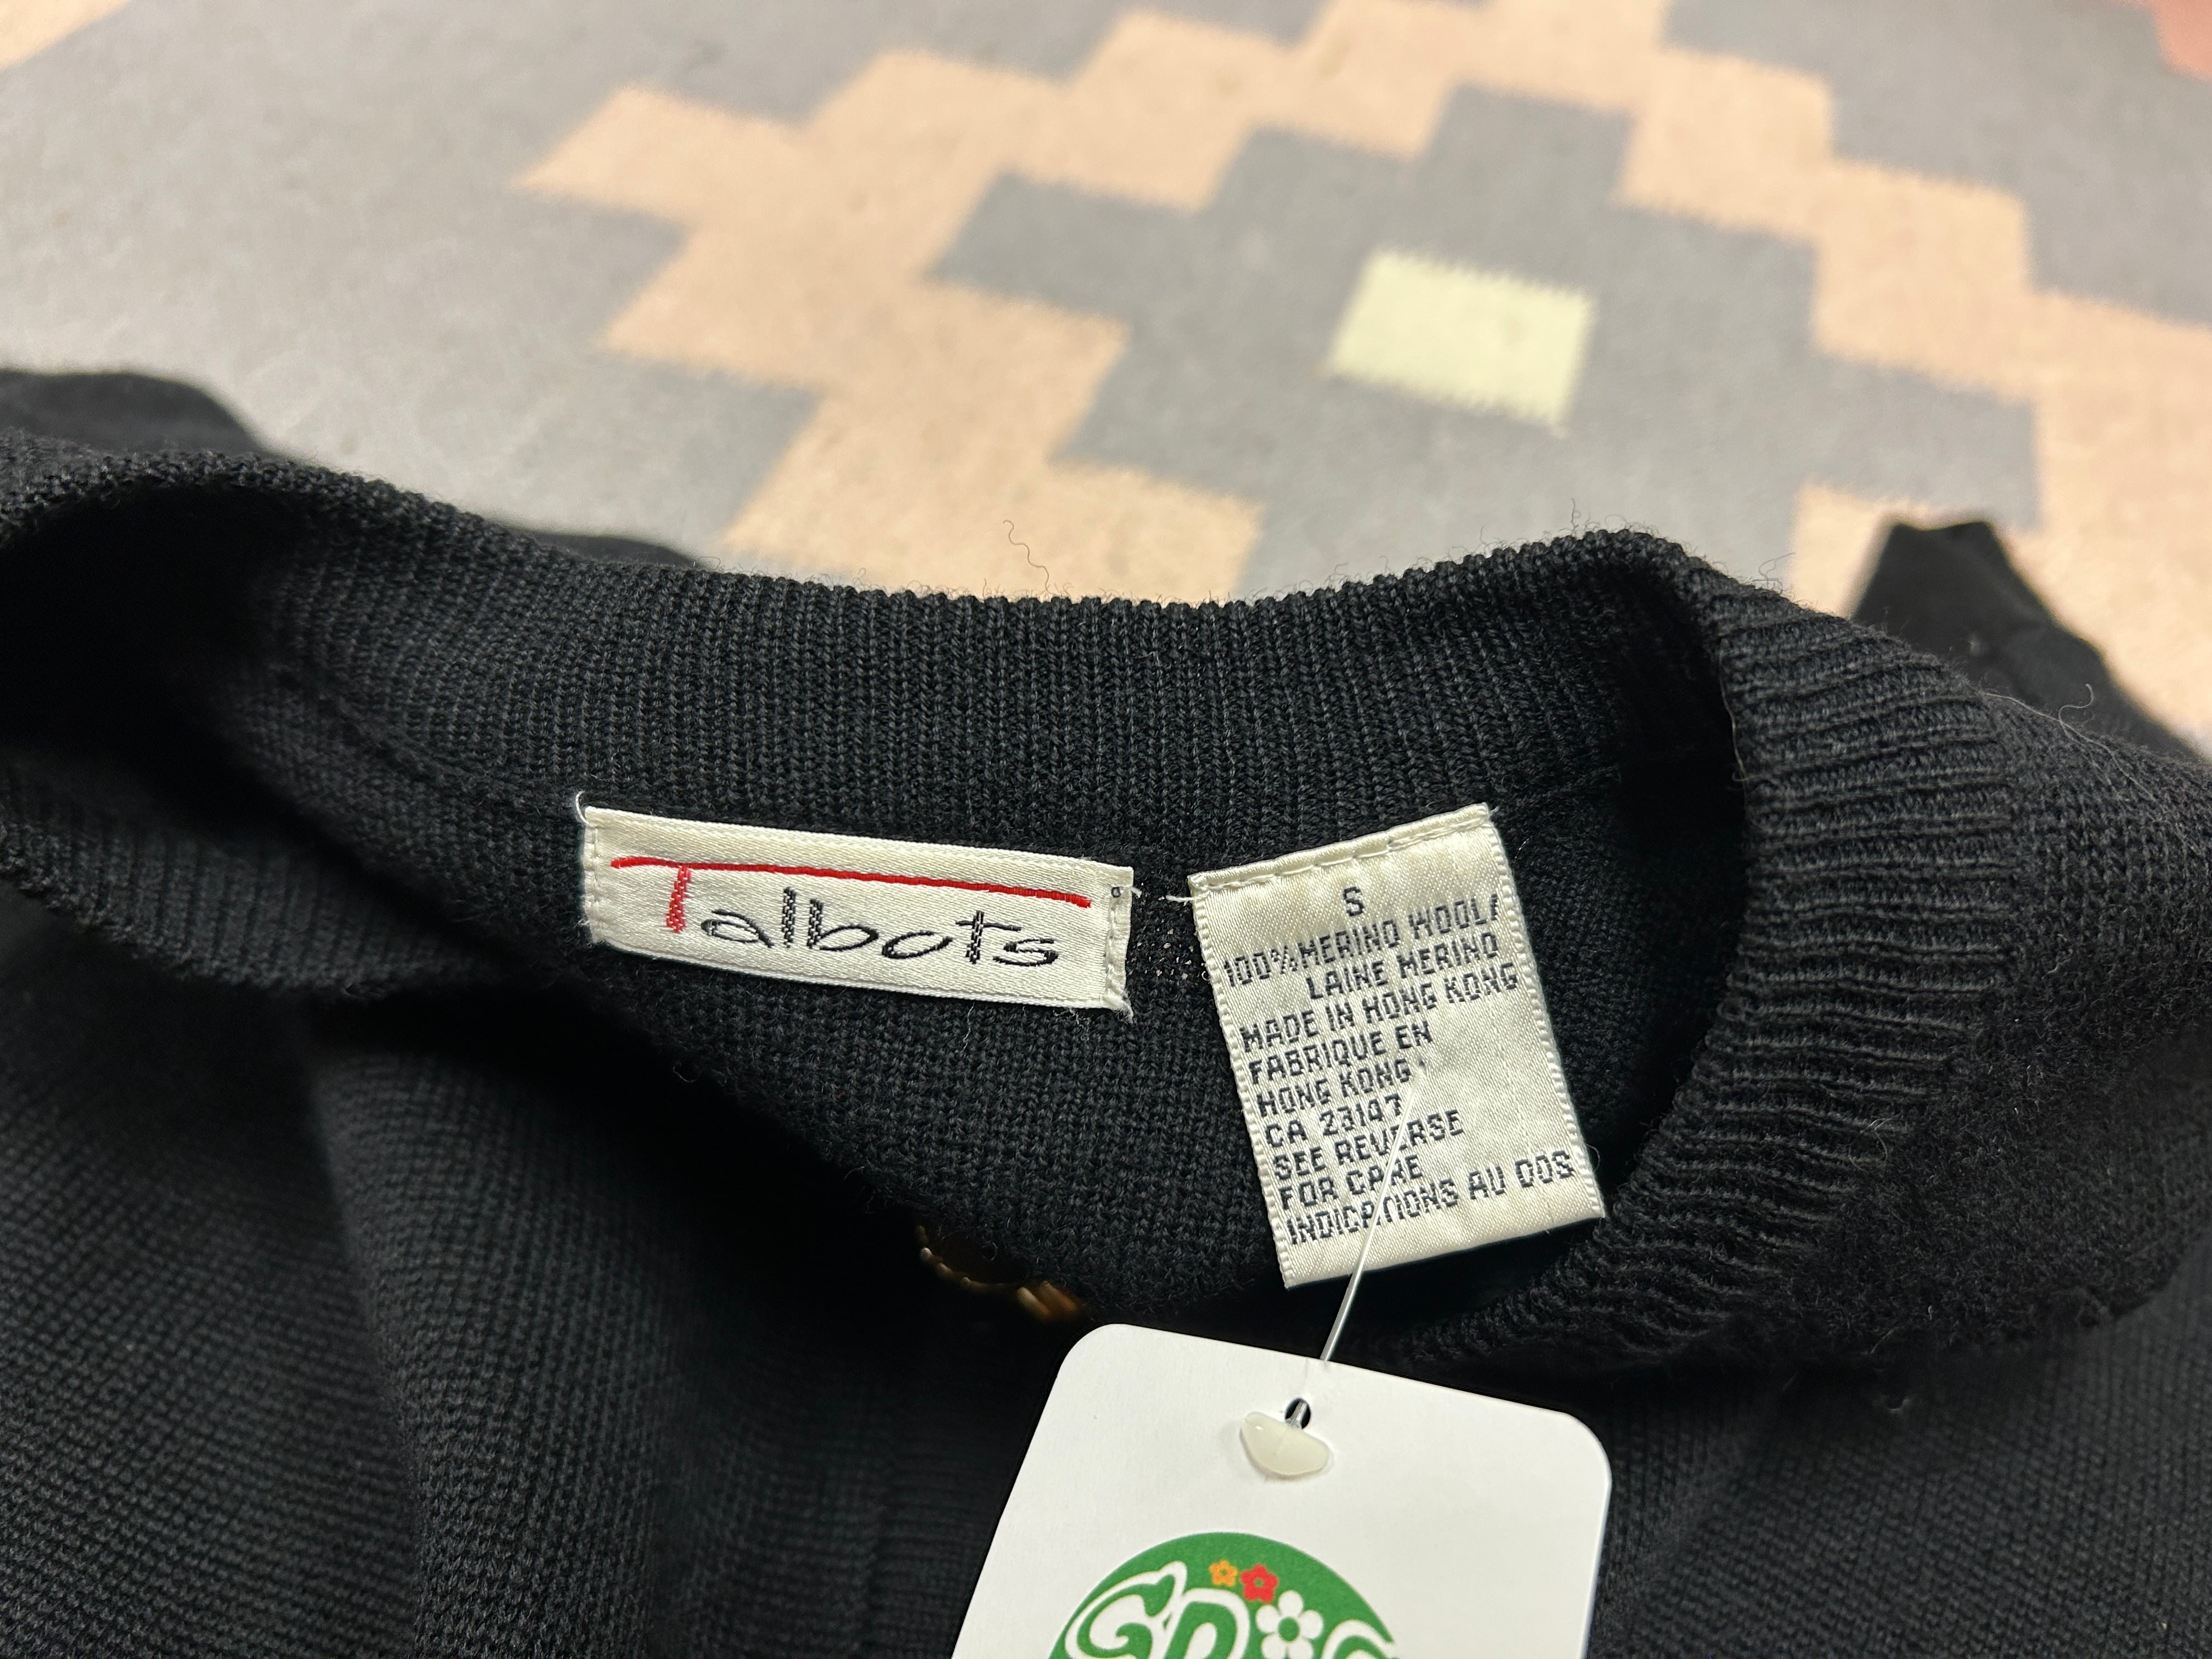 Talbots
S
100% MERINO WOOL/
LAINE MERINO
MADE IN HONG KONG
FABRIQUE EN
HONG KONG
CA 23147
SEE REVERSE
FOR CARE
INDICATIONS AU DOS